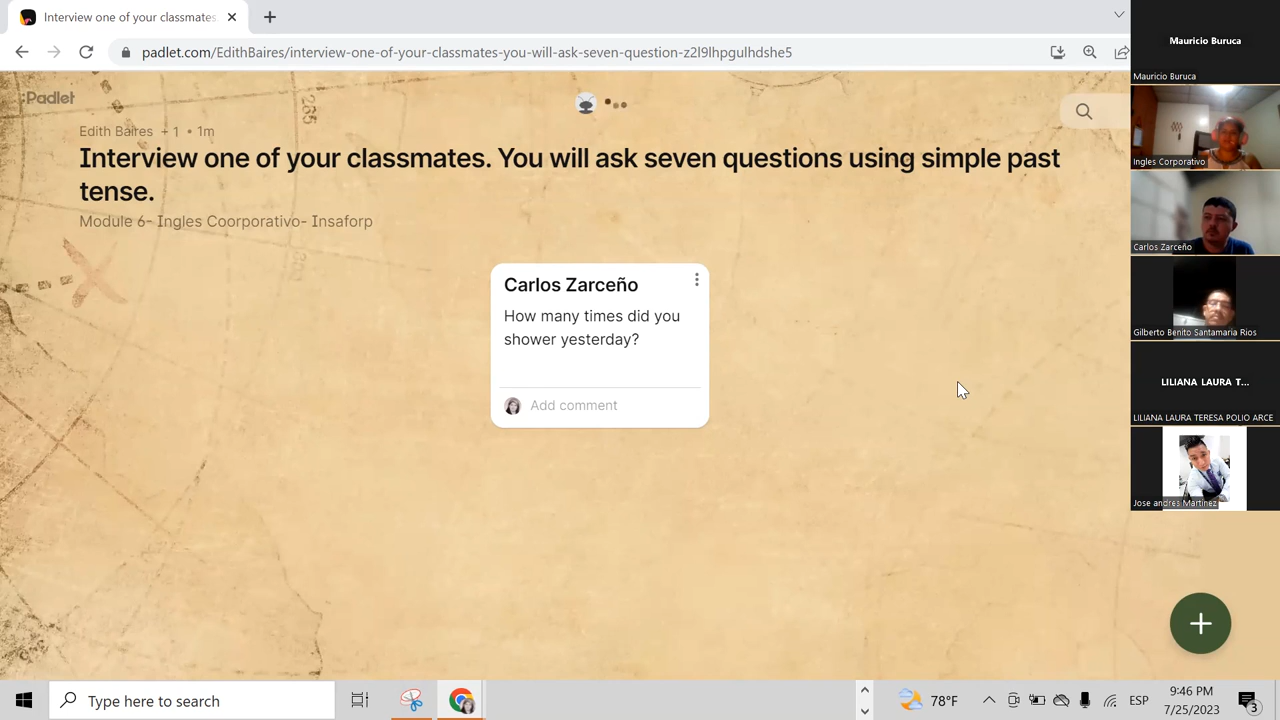 Interview one of your classmates.
padlet.com/EdithBaires/interview-one-of-your-classmates-you-will-ask-seven-question-z2l9lhpgulhdshe5
:Padlet
Edith Baires + 1 • 1m
Interview one of your classmates. You will ask seven questions using simple past
tense.
Module 6- Ingles Coorporativo- Insaforp
Carlos Zarceño
How many times did you
shower yesterday?
Add comment
Mauricio Buruca
Mauricio Buruca
Ingles Corporativo
Carlos Zarceño
Gilberto Benito Santamaria Rios
LILIANA LAURA T...
LILIANA LAURA TERESA POLIO ARCE
Jose andres Martinez
Type here to search
78°F
ESP
9:46 PM
7/25/2023
3